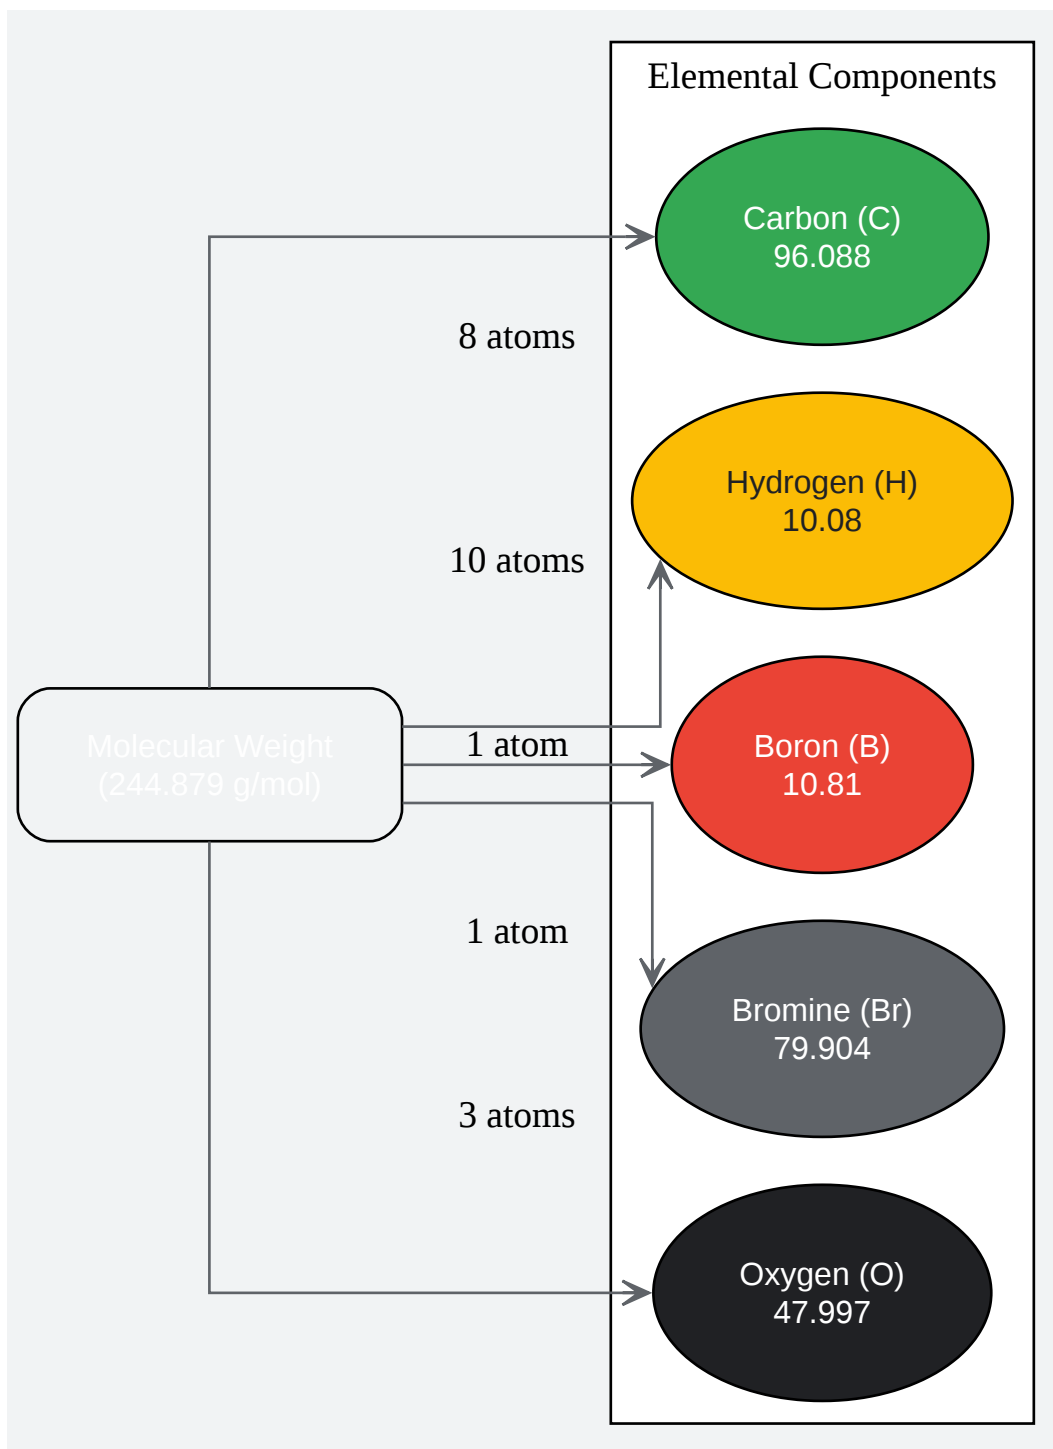 Elemental Components
Carbon (C)
96.088
8 atoms
Hydrogen (H)
10.08
10 atoms
Molecular Weight
(244.879 g/mol)
1 atom
Boron (B)
10.81
1 atom
Bromine (Br)
79.904
3 atoms
Oxygen (O)
47.997